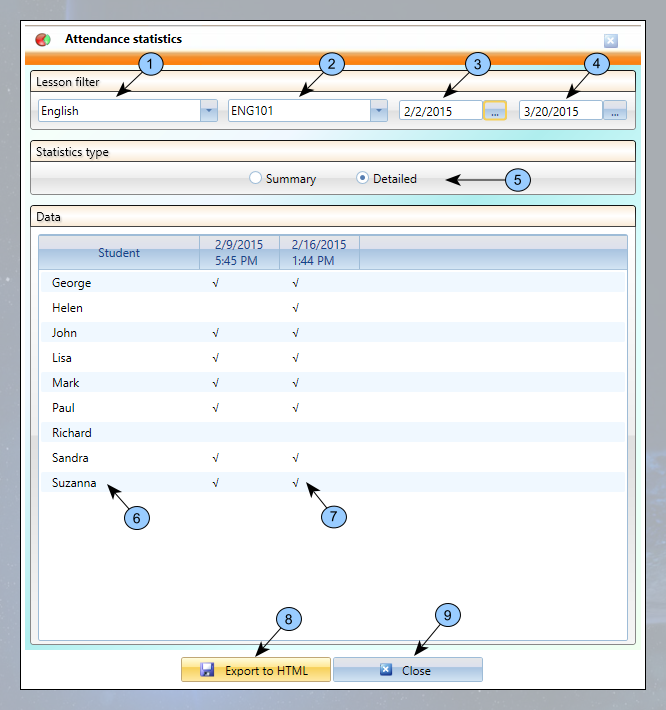 Attendance statistics
1 2 3 4
Lesson filter
English ENG101 2/2/2015 ... 3/20/2015 ...
Statistics type
Summary Detailed 5
Data
Student 2/9/2015 5:45 PM 2/16/2015 1:44 PM
George √ √
Helen √
John √ √
Lisa √ √
Mark √ √
Paul √ √
Richard
Sandra √ √
Suzanna √ √
6 7
8 9
Export to HTML Close